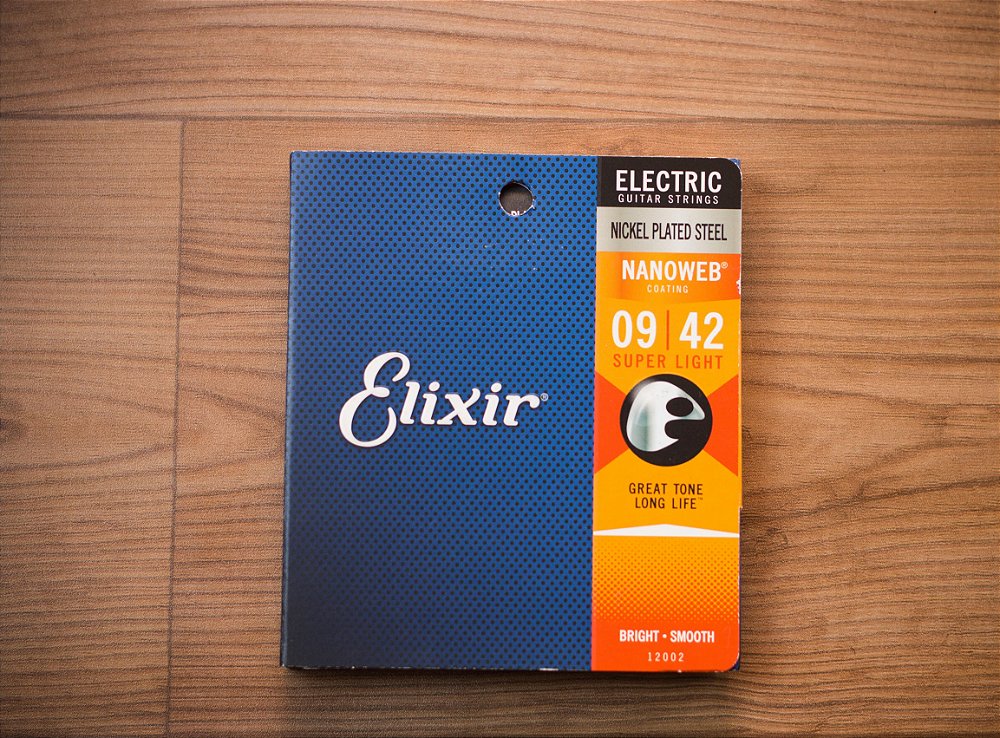 ELECTRIC
GUITAR STRINGS
NICKEL PLATED STEEL
NANOWEB®
COATING
09 | 42
SUPER LIGHT
Elixir®
GREAT TONE
LONG LIFE™
BRIGHT • SMOOTH
12002